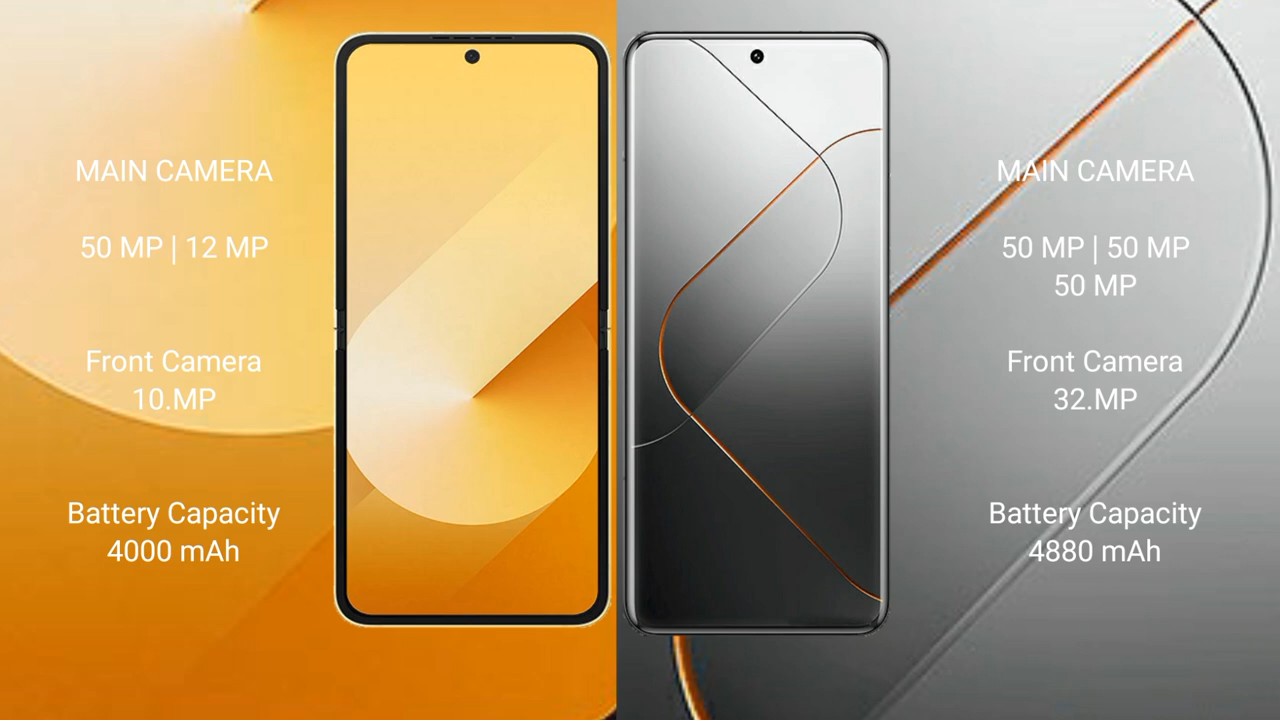 MAIN CAMERA
50 MP | 12 MP
Front Camera
10.MP
Battery Capacity
4000 mAh
MAIN CAMERA
50 MP | 50 MP
50 MP
Front Camera
32.MP
Battery Capacity
4880 mAh